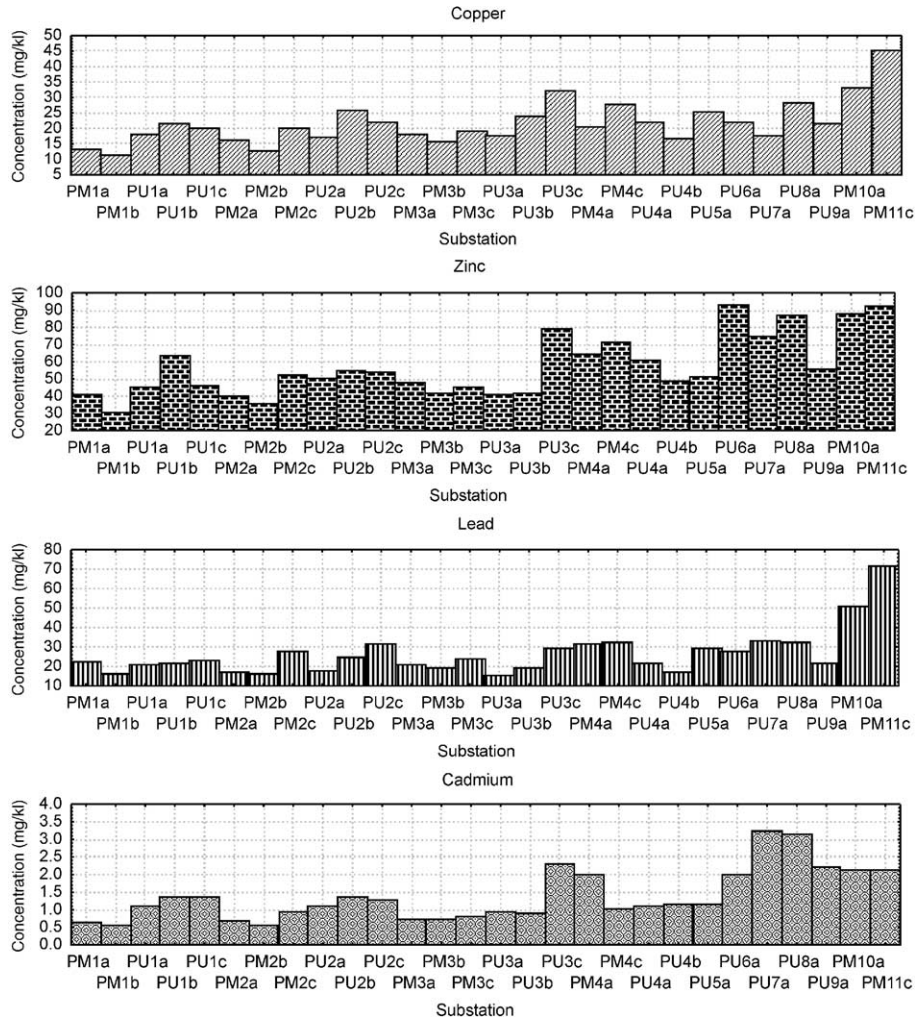 Copper
Concentration (mg/kl)
50
45
40
35
30
25
20
15
10
5
PM1a PU1a PU1c PM2b PU2a PU2c PM3b PU3a PU3c PM4c PU4b PU6a PU8a PM10a
PM1b PU1b PM2a PM2c PU2b PM3a PM3c PU3b PM4a PU4a PU5a PU7a PU9a PM11c
Substation
Zinc
Concentration (mg/kl)
100
90
80
70
60
50
40
30
20
PM1a PU1a PU1c PM2b PU2a PU2c PM3b PU3a PU3c PM4c PU4b PU6a PU8a PM10a
PM1b PU1b PM2a PM2c PU2b PM3a PM3c PU3b PM4a PU4a PU5a PU7a PU9a PM11c
Substation
Lead
Concentration (mg/kl)
80
70
60
50
40
30
20
10
PM1a PU1a PU1c PM2b PU2a PU2c PM3b PU3a PU3c PM4c PU4b PU6a PU8a PM10a
PM1b PU1b PM2a PM2c PU2b PM3a PM3c PU3b PM4a PU4a PU5a PU7a PU9a PM11c
Substation
Cadmium
Concentration (mg/kl)
4.0
3.5
3.0
2.5
2.0
1.5
1.0
0.5
0.0
PM1a PU1a PU1c PM2b PU2a PU2c PM3b PU3a PU3c PM4c PU4b PU6a PU8a PM10a
PM1b PU1b PM2a PM2c PU2b PM3a PM3c PU3b PM4a PU4a PU5a PU7a PU9a PM11c
Substation